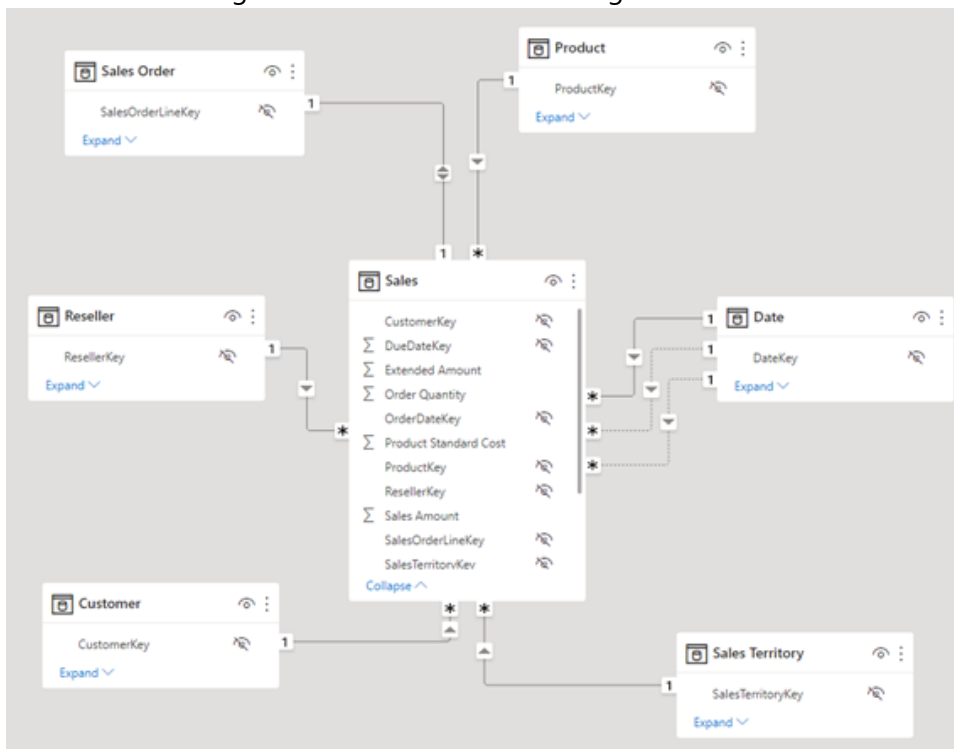 Sales Order
SalesOrderLineKey
Expand
1
Product
ProductKey
Expand
1
1
*
Sales
CustomerKey
Σ DueDateKey
Σ Extended Amount
Σ Order Quantity
OrderDateKey
Σ Product Standard Cost
ProductKey
ResellerKey
Σ Sales Amount
SalesOrderLineKey
SalesTerritoryKey
Collapse
Reseller
ResellerKey
Expand
1
*
Date
DateKey
Expand
1
1
1
*
*
*
Customer
CustomerKey
Expand
1
*
*
Sales Territory
SalesTerritoryKey
Expand
1